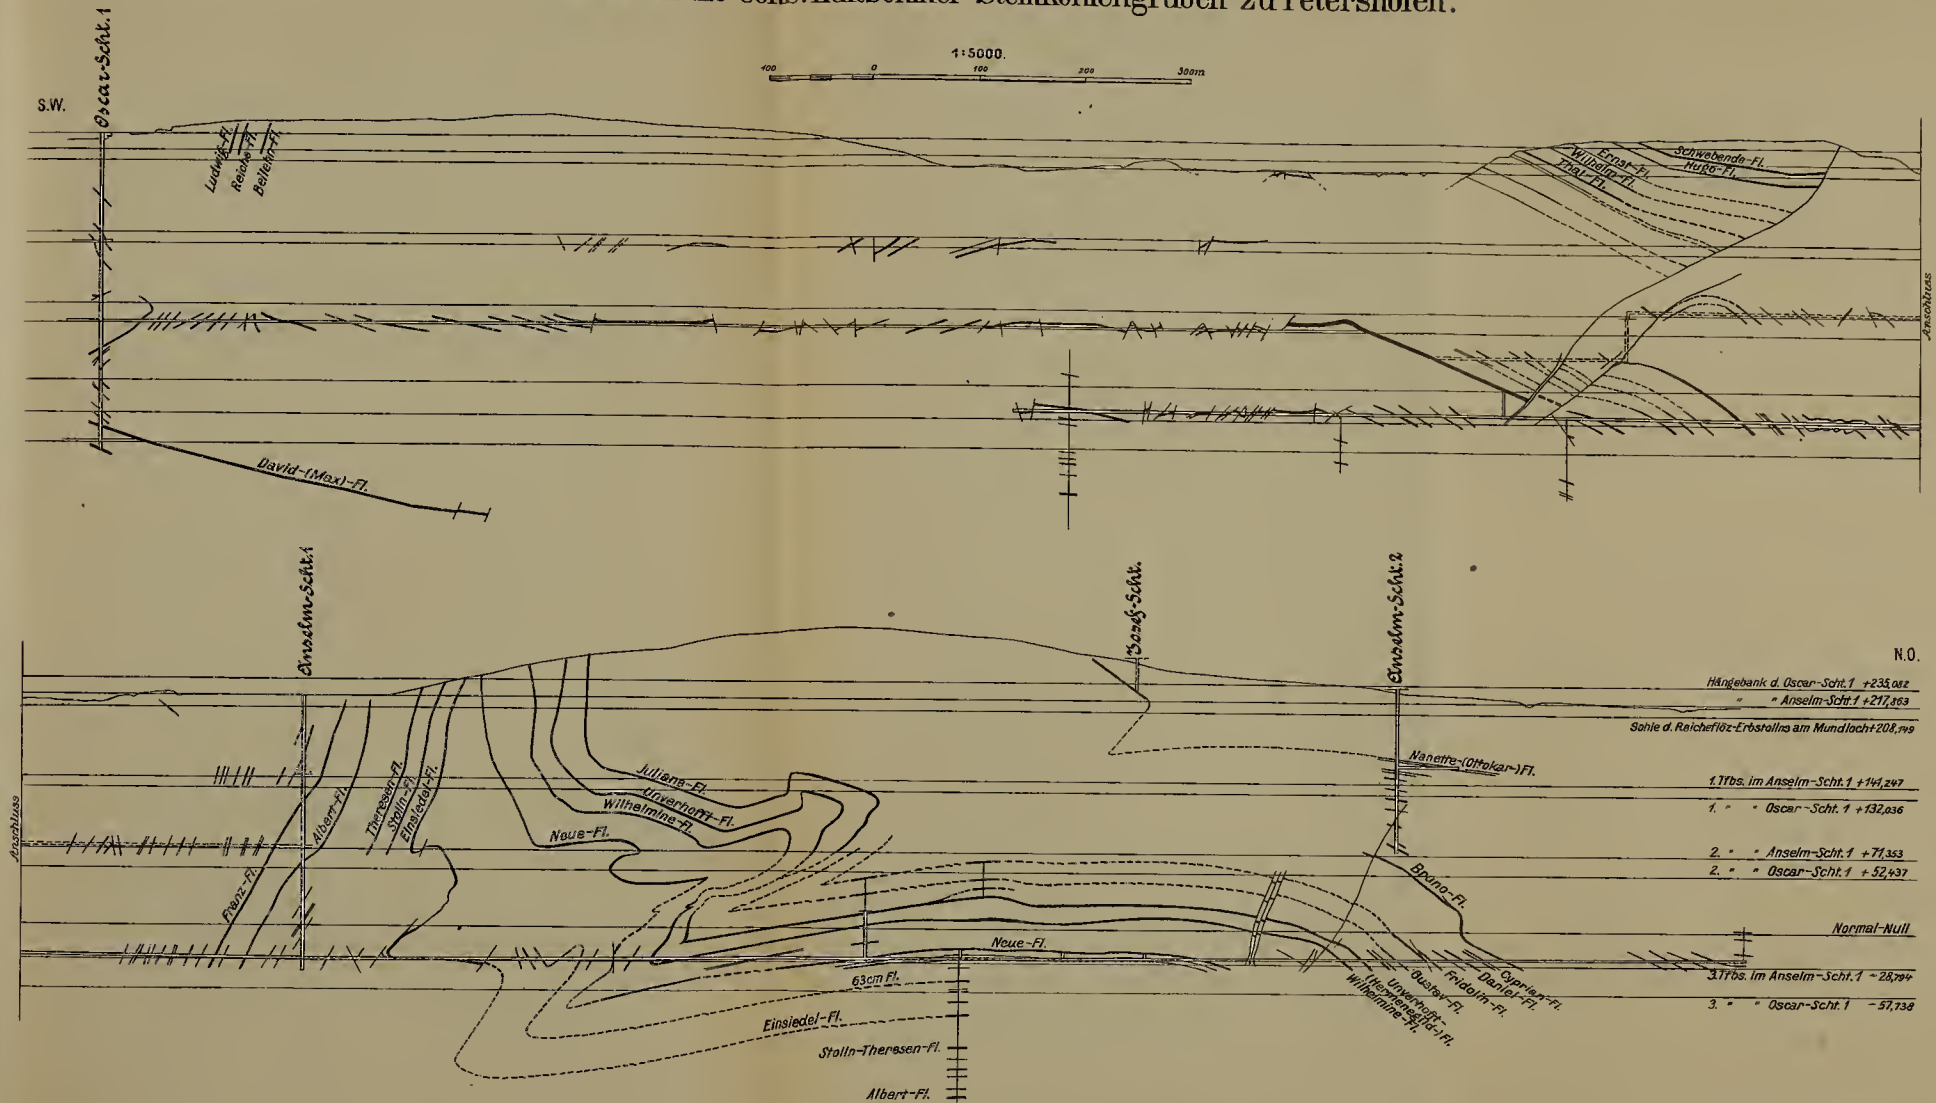 Steinkohlengruben zu Petershofen.
1:5000.
100 0 100 200 300m
S.W.
Oscar-Scht. 1
Ludwig-Fl.
Reiche-Fl.
Bellehn-Fl.
Schwebende-Fl.
Hugo-Fl.
Ernst-Fl.
Wilhelm-Fl.
Thal-Fl.
Anschluss
David-(Max)-Fl.
Anselm-Scht. 1
Josef-Scht.
Anselm-Scht. 2
N.O.
Hängebank d. Oscar-Scht. 1 +235,082
" " Anselm-Scht. 1 +217,863
Sohle d. Reicheflöz-Erbstollns am Mundloch +208,149
Nanette-(Ottokar-)Fl.
1. Tfbs. im Anselm-Scht. 1 +141,247
1. " " Oscar-Scht. 1 +132,036
2. " " Anselm-Scht. 1 +71,353
2. " " Oscar-Scht. 1 +52,437
Normal-Null
3. Tfbs. im Anselm-Scht. 1 -28,794
3. " " Oscar-Scht. 1 -57,738
Anschluss
Franz-Fl.
Albert-Fl.
Theresen-Fl.
Stolln-Fl.
Einsiedel-Fl.
Juliane-Fl.
Unverhofft-Fl.
Wilhelmine-Fl.
Neue-Fl.
Bruno-Fl.
Neue-Fl.
63cm Fl.
Einsiedel-Fl.
Stolln-Theresen-Fl.
Albert-Fl.
Cyprian-Fl.
Daniel-Fl.
Fridolin-Fl.
Gustav-Fl.
Unverhofft-
(Hermenegild-)Fl.
Wilhelmine-Fl.